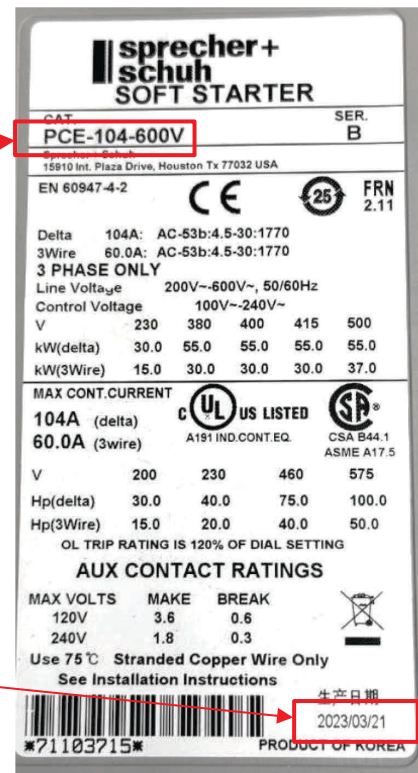 sprecher+
schuh
SOFT STARTER
CAT. SER.
PCE-104-600V B
Sprecher+Schuh
15910 Int. Plaza Drive, Houston Tx 77032 USA
EN 60947-4-2 CE 25 FRN
2.11
Delta 104A: AC-53b:4.5-30:1770
3Wire 60.0A: AC-53b:4.5-30:1770
3 PHASE ONLY
Line Voltage 200V~-600V~, 50/60Hz
Control Voltage 100V~-240V~
V 230 380 400 415 500
kW(delta) 30.0 55.0 55.0 55.0 55.0
kW(3Wire) 15.0 30.0 30.0 30.0 37.0
MAX CONT.CURRENT
104A (delta) C UL US LISTED SA
60.0A (3wire) A191 IND.CONT.EQ. CSA B44.1
ASME A17.5
V 200 230 460 575
Hp(delta) 30.0 40.0 75.0 100.0
Hp(3Wire) 15.0 20.0 40.0 50.0
OL TRIP RATING IS 120% OF DIAL SETTING
AUX CONTACT RATINGS
MAX VOLTS MAKE BREAK
120V 3.6 0.6
240V 1.8 0.3
Use 75℃ Stranded Copper Wire Only
See Installation Instructions
生产日期
2023/03/21
*71103715* PRODUCT OF KOREA